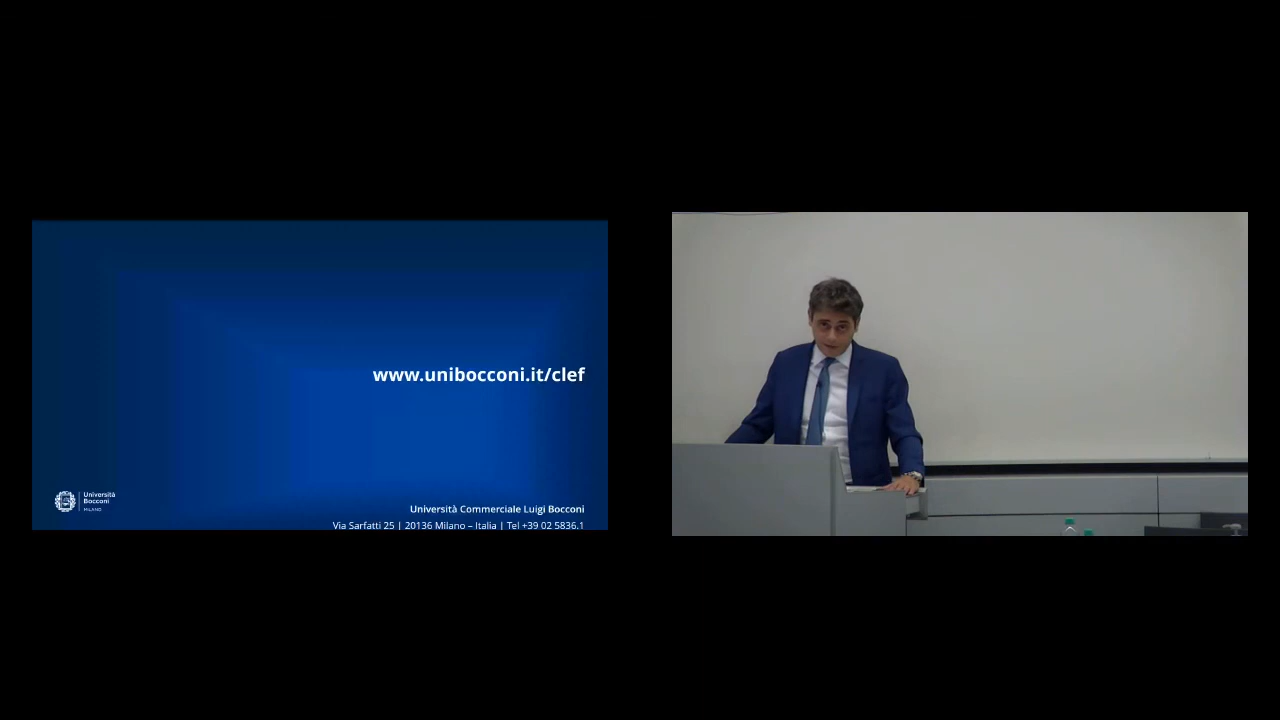 www.unibocconi.it/clef
Università
Bocconi
MILANO
Università Commerciale Luigi Bocconi
Via Sarfatti 25 | 20136 Milano – Italia | Tel +39 02 5836.1